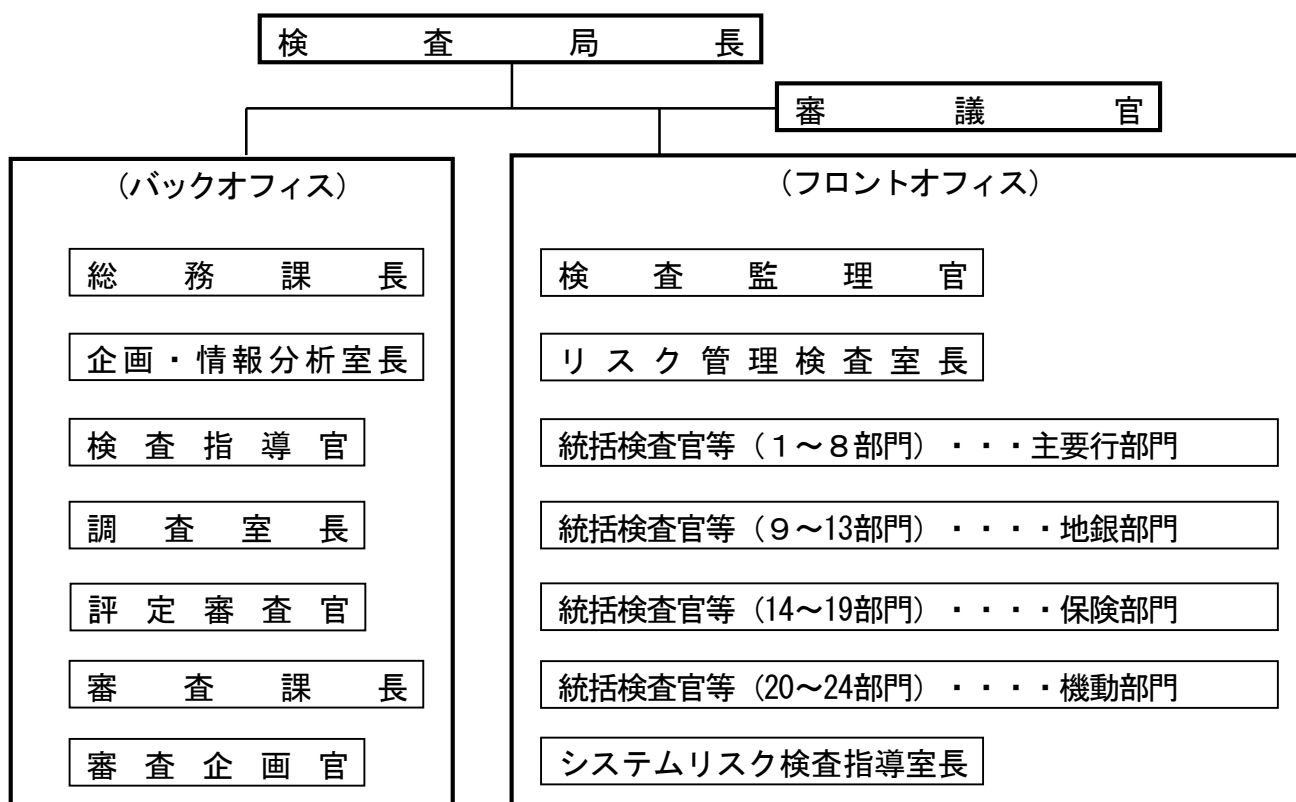 検査局長
審議官
（バックオフィス）
総務課長
企画・情報分析室長
検査指導官
調査室長
評定審査官
審査課長
審査企画官
（フロントオフィス）
検査監理官
リスク管理検査室長
統括検査官等（１～８部門）・・・主要行部門
統括検査官等（９～13部門）・・・・地銀部門
統括検査官等（14～19部門）・・・・保険部門
統括検査官等（20～24部門）・・・・機動部門
システムリスク検査指導室長